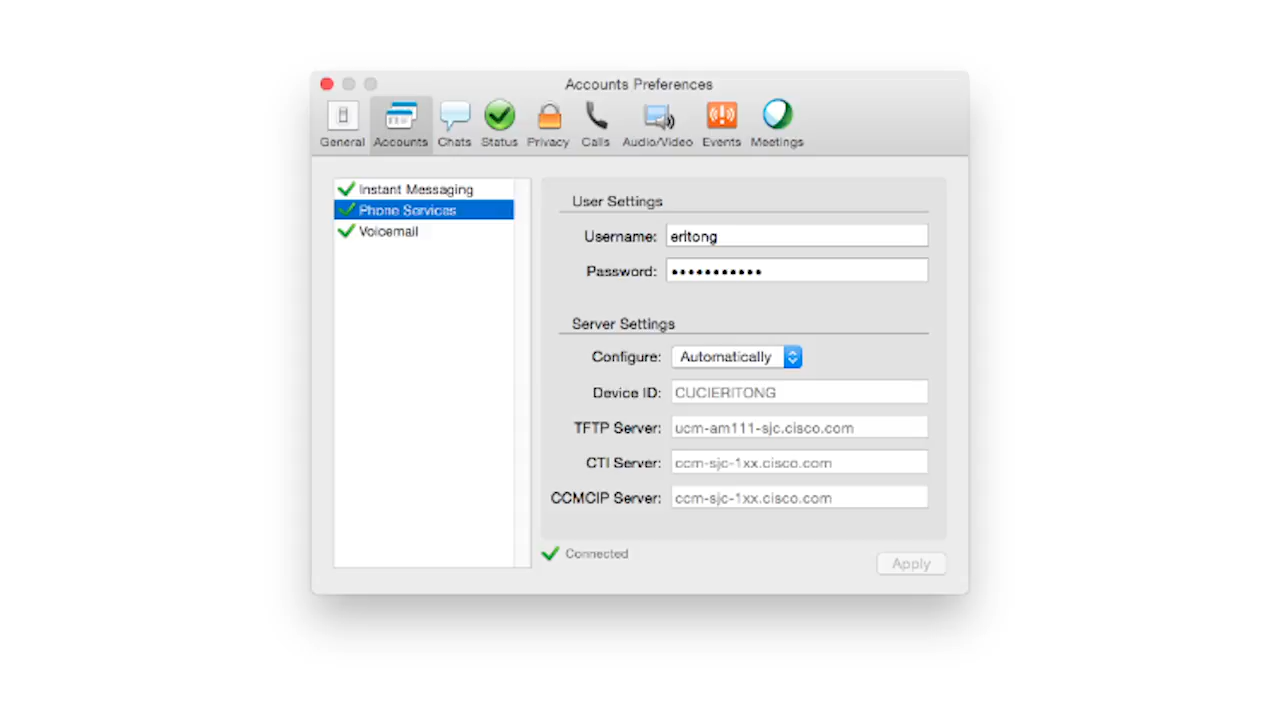 Accounts Preferences
General Accounts Chats Status Privacy Calls Audio/Video Events Meetings
Instant Messaging
Phone Services
Voicemail
User Settings
Username: eritong
Password: •••••••••••
Server Settings
Configure: Automatically
Device ID: CUCIERITONG
TFTP Server: ucm-am111-sjc.cisco.com
CTI Server: ccm-sjc-1xx.cisco.com
CCMCIP Server: ccm-sjc-1xx.cisco.com
Connected
Apply